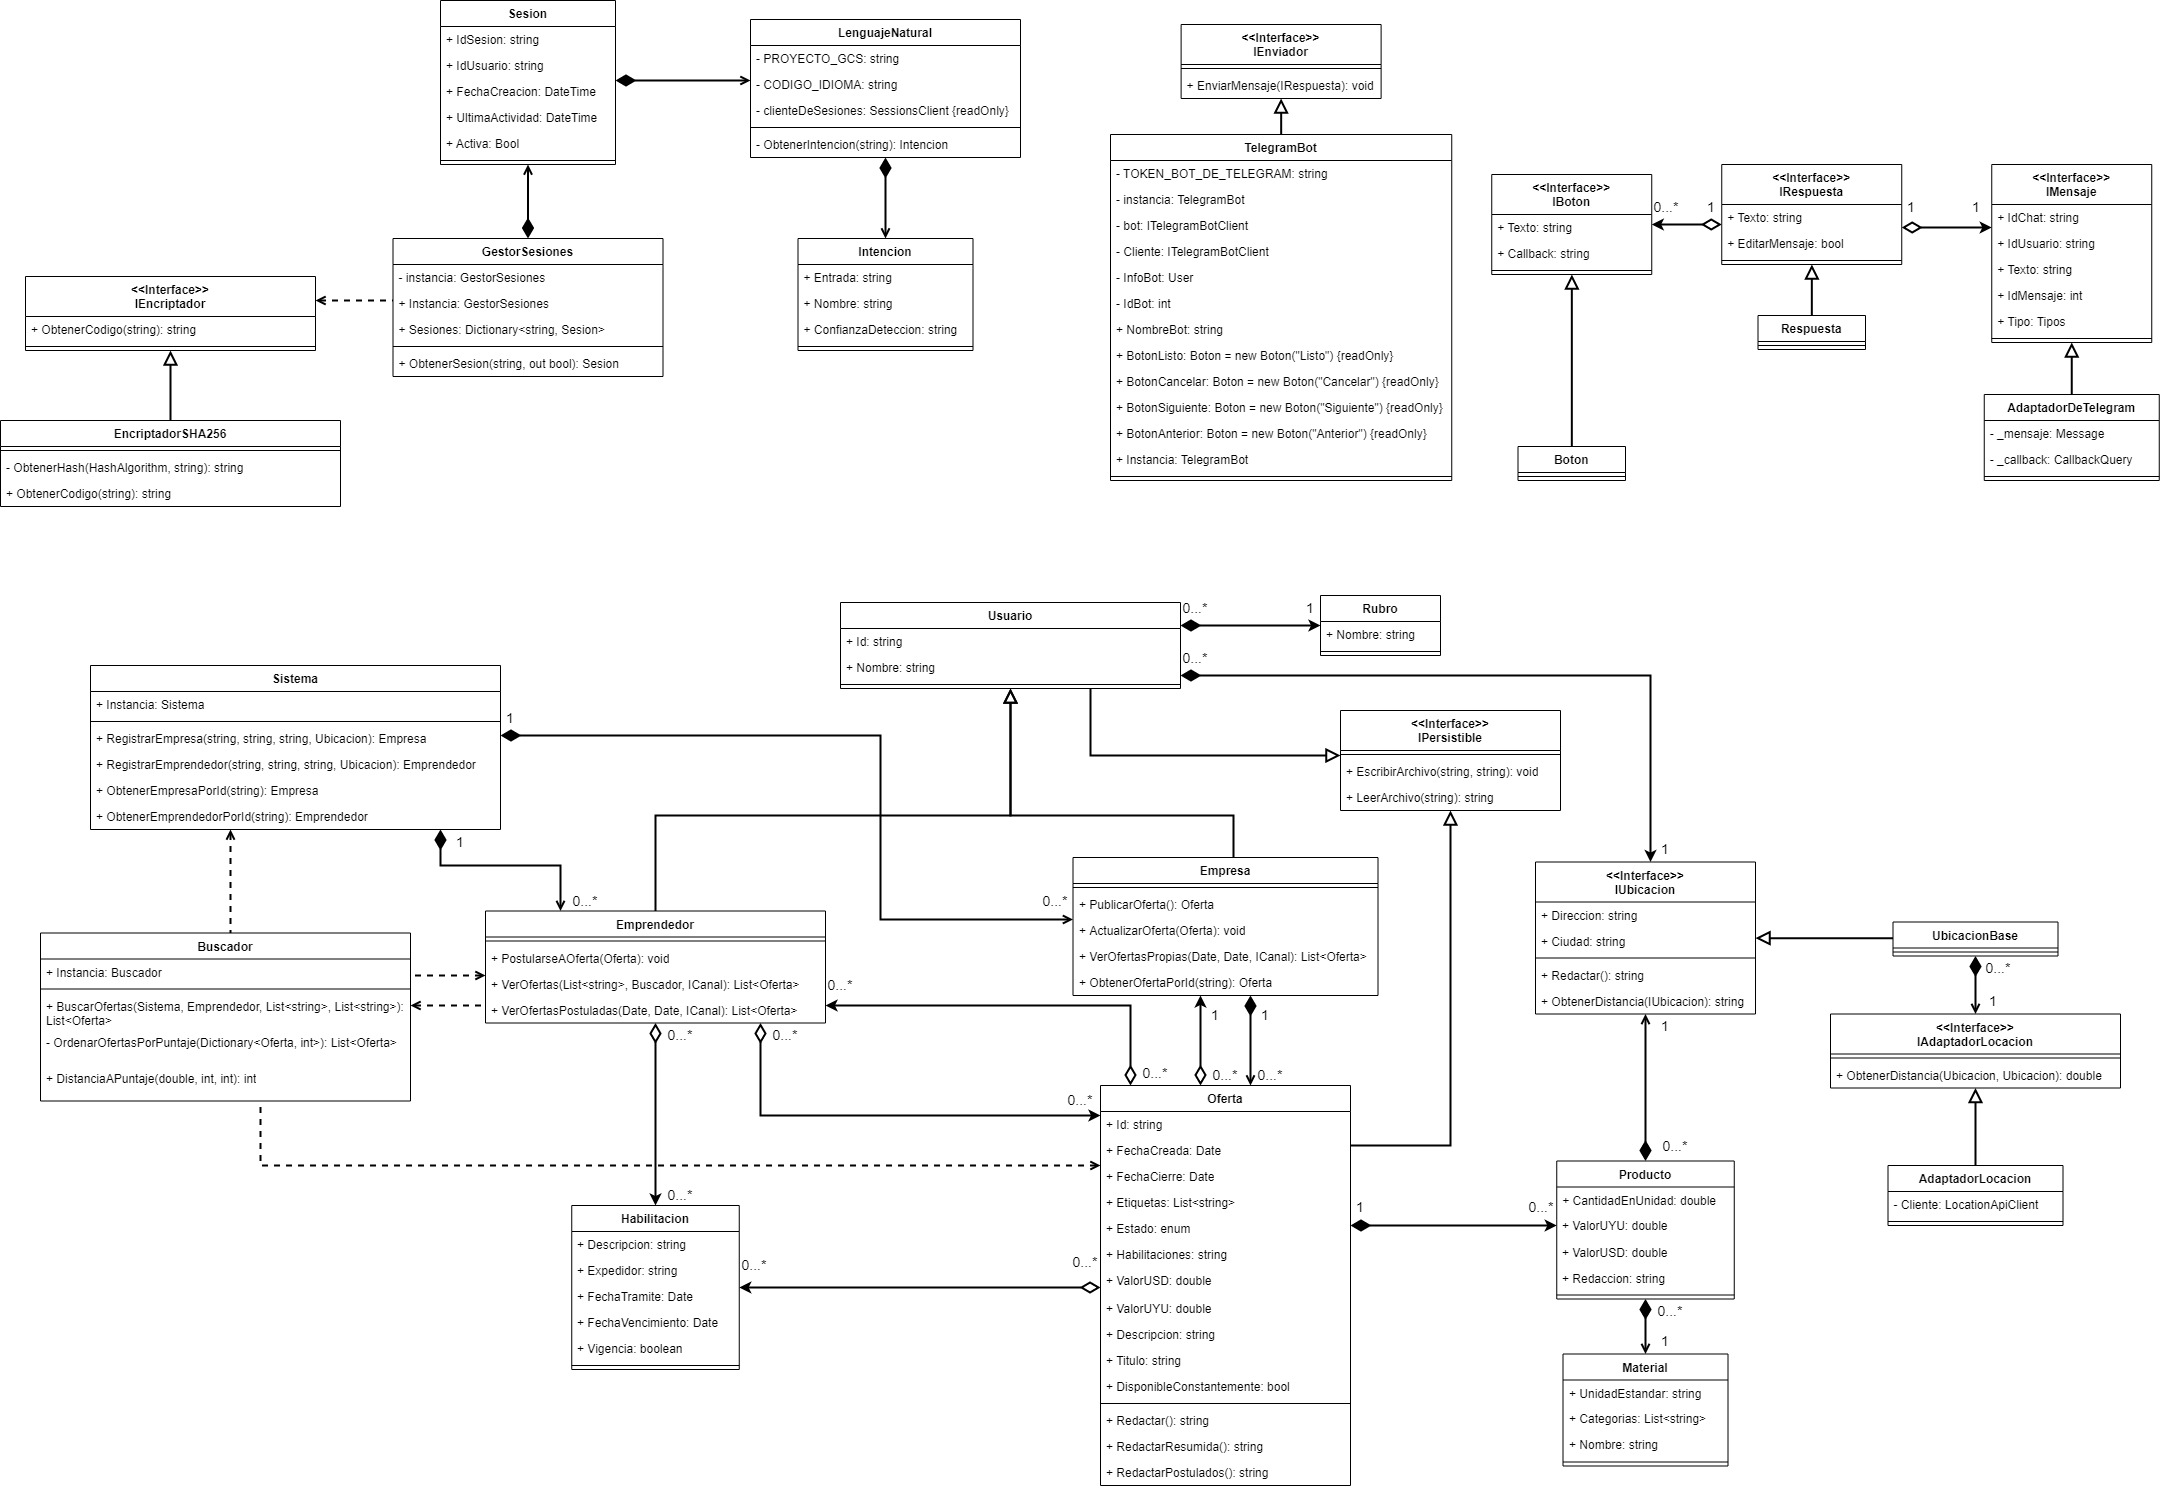 Sesion
+ IdSesion: string
+ IdUsuario: string
+ FechaCreacion: DateTime
+ UltimaActividad: DateTime
+ Activa: Bool
LenguajeNatural
- PROYECTO_GCS: string
- CODIGO_IDIOMA: string
- clienteDeSesiones: SessionsClient {readOnly}
- ObtenerIntencion(string): Intencion
GestorSesiones
- instancia: GestorSesiones
+ Instancia: GestorSesiones
+ Sesiones: Dictionary<string, Sesion>
+ ObtenerSesion(string, out bool): Sesion
Intencion
+ Entrada: string
+ Nombre: string
+ ConfianzaDeteccion: string
<<Interface>>
IEncriptador
+ ObtenerCodigo(string): string
EncriptadorSHA256
- ObtenerHash(HashAlgorithm, string): string
+ ObtenerCodigo(string): string
<<Interface>>
IEnviador
+ EnviarMensaje(IRespuesta): void
TelegramBot
- TOKEN_BOT_DE_TELEGRAM: string
- instancia: TelegramBot
- bot: ITelegramBotClient
- Cliente: ITelegramBotClient
- InfoBot: User
- IdBot: int
+ NombreBot: string
+ BotonListo: Boton = new Boton("Listo") {readOnly}
+ BotonCancelar: Boton = new Boton("Cancelar") {readOnly}
+ BotonSiguiente: Boton = new Boton("Siguiente") {readOnly}
+ BotonAnterior: Boton = new Boton("Anterior") {readOnly}
+ Instancia: TelegramBot
<<Interface>>
IBoton
+ Texto: string
+ Callback: string
0...*
1
<<Interface>>
IRespuesta
+ Texto: string
+ EditarMensaje: bool
1
1
<<Interface>>
IMensaje
+ IdChat: string
+ IdUsuario: string
+ Texto: string
+ IdMensaje: int
+ Tipo: Tipos
Respuesta
Boton
AdaptadorDeTelegram
- _mensaje: Message
- _callback: CallbackQuery
Usuario
+ Id: string
+ Nombre: string
0...*
1
0...*
Rubro
+ Nombre: string
Sistema
+ Instancia: Sistema
+ RegistrarEmpresa(string, string, string, Ubicacion): Empresa
+ RegistrarEmprendedor(string, string, string, Ubicacion): Emprendedor
+ ObtenerEmpresaPorId(string): Empresa
+ ObtenerEmprendedorPorId(string): Emprendedor
1
1
0...*
0...*
<<Interface>>
IPersistible
+ EscribirArchivo(string, string): void
+ LeerArchivo(string): string
Buscador
+ Instancia: Buscador
+ BuscarOfertas(Sistema, Emprendedor, List<string>, List<string>):
List<Oferta>
- OrdenarOfertasPorPuntaje(Dictionary<Oferta, int>): List<Oferta>
+ DistanciaAPuntaje(double, int, int): int
Emprendedor
+ PostularseAOferta(Oferta): void
+ VerOfertas(List<string>, Buscador, ICanal): List<Oferta>
+ VerOfertasPostuladas(Date, Date, ICanal): List<Oferta>
0...*
0...*
0...*
Empresa
+ PublicarOferta(): Oferta
+ ActualizarOferta(Oferta): void
+ VerOfertasPropias(Date, Date, ICanal): List<Oferta>
+ ObtenerOfertaPorId(string): Oferta
1
1
0...*
0...*
0...*
1
<<Interface>>
IUbicacion
+ Direccion: string
+ Ciudad: string
+ Redactar(): string
+ ObtenerDistancia(IUbicacion): string
1
UbicacionBase
0...*
1
<<Interface>>
IAdaptadorLocacion
+ ObtenerDistancia(Ubicacion, Ubicacion): double
AdaptadorLocacion
- Cliente: LocationApiClient
0...*
Oferta
+ Id: string
+ FechaCreada: Date
+ FechaCierre: Date
+ Etiquetas: List<string>
+ Estado: enum
+ Habilitaciones: string
+ ValorUSD: double
+ ValorUYU: double
+ Descripcion: string
+ Titulo: string
+ DisponibleConstantemente: bool
+ Redactar(): string
+ RedactarResumida(): string
+ RedactarPostulados(): string
0...*
Habilitacion
+ Descripcion: string
+ Expedidor: string
+ FechaTramite: Date
+ FechaVencimiento: Date
+ Vigencia: boolean
0...*
0...*
1
0...*
0...*
Producto
+ CantidadEnUnidad: double
+ ValorUYU: double
+ ValorUSD: double
+ Redaccion: string
0...*
1
Material
+ UnidadEstandar: string
+ Categorias: List<string>
+ Nombre: string